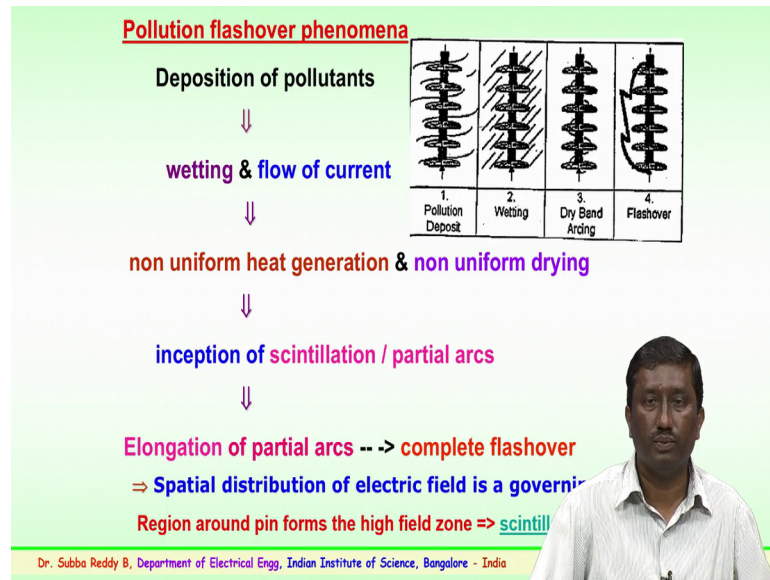 Pollution flashover phenomena
Deposition of pollutants
⇓
wetting & flow of current
⇓
non uniform heat generation & non uniform drying
⇓
inception of scintillation / partial arcs
⇓
Elongation of partial arcs -- -> complete flashover
⇒ Spatial distribution of electric field is a
Region around pin forms the high field zone =>
1.
Pollution
Deposit
2.
Wetting
3.
Dry Band
Arcing
4.
Flashover
Dr. Subba Reddy B, Department of Electrical Engg, Indian Institute of Science, Bangalore - India